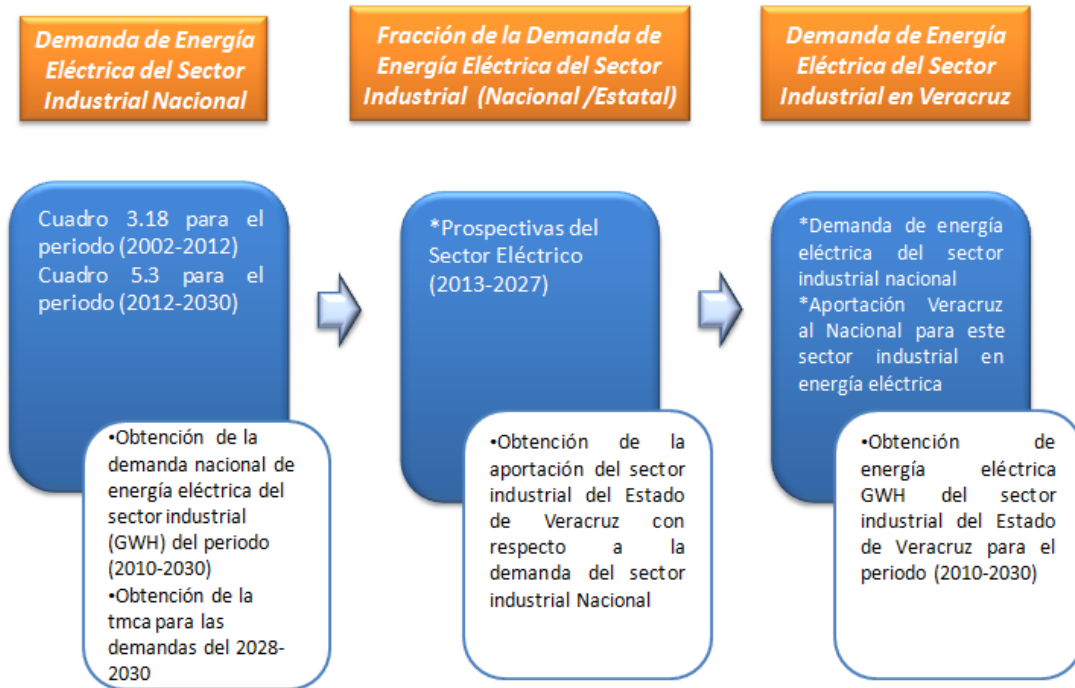 Demanda de Energía
Eléctrica del Sector
Industrial Nacional
Fracción de la Demanda de
Energía Eléctrica del Sector
Industrial (Nacional /Estatal)
Demanda de Energía
Eléctrica del Sector
Industrial en Veracruz
Cuadro 3.18 para el
periodo (2002-2012)
Cuadro 5.3 para el
periodo (2012-2030)
•Obtención de la
demanda nacional de
energía eléctrica del
sector industrial
(GWH) del periodo
(2010-2030)
•Obtención de la
tmca para las
demandas del 2028-
2030
*Prospectivas del
Sector Eléctrico
(2013-2027)
•Obtención de la
aportación del sector
industrial del Estado
de Veracruz con
respecto a la
demanda del sector
industrial Nacional
*Demanda de energía
eléctrica del sector
industrial nacional
*Aportación Veracruz
al Nacional para este
sector industrial en
energía eléctrica
•Obtención de
energía eléctrica
GWH del sector
industrial del Estado
de Veracruz para el
periodo (2010-2030)